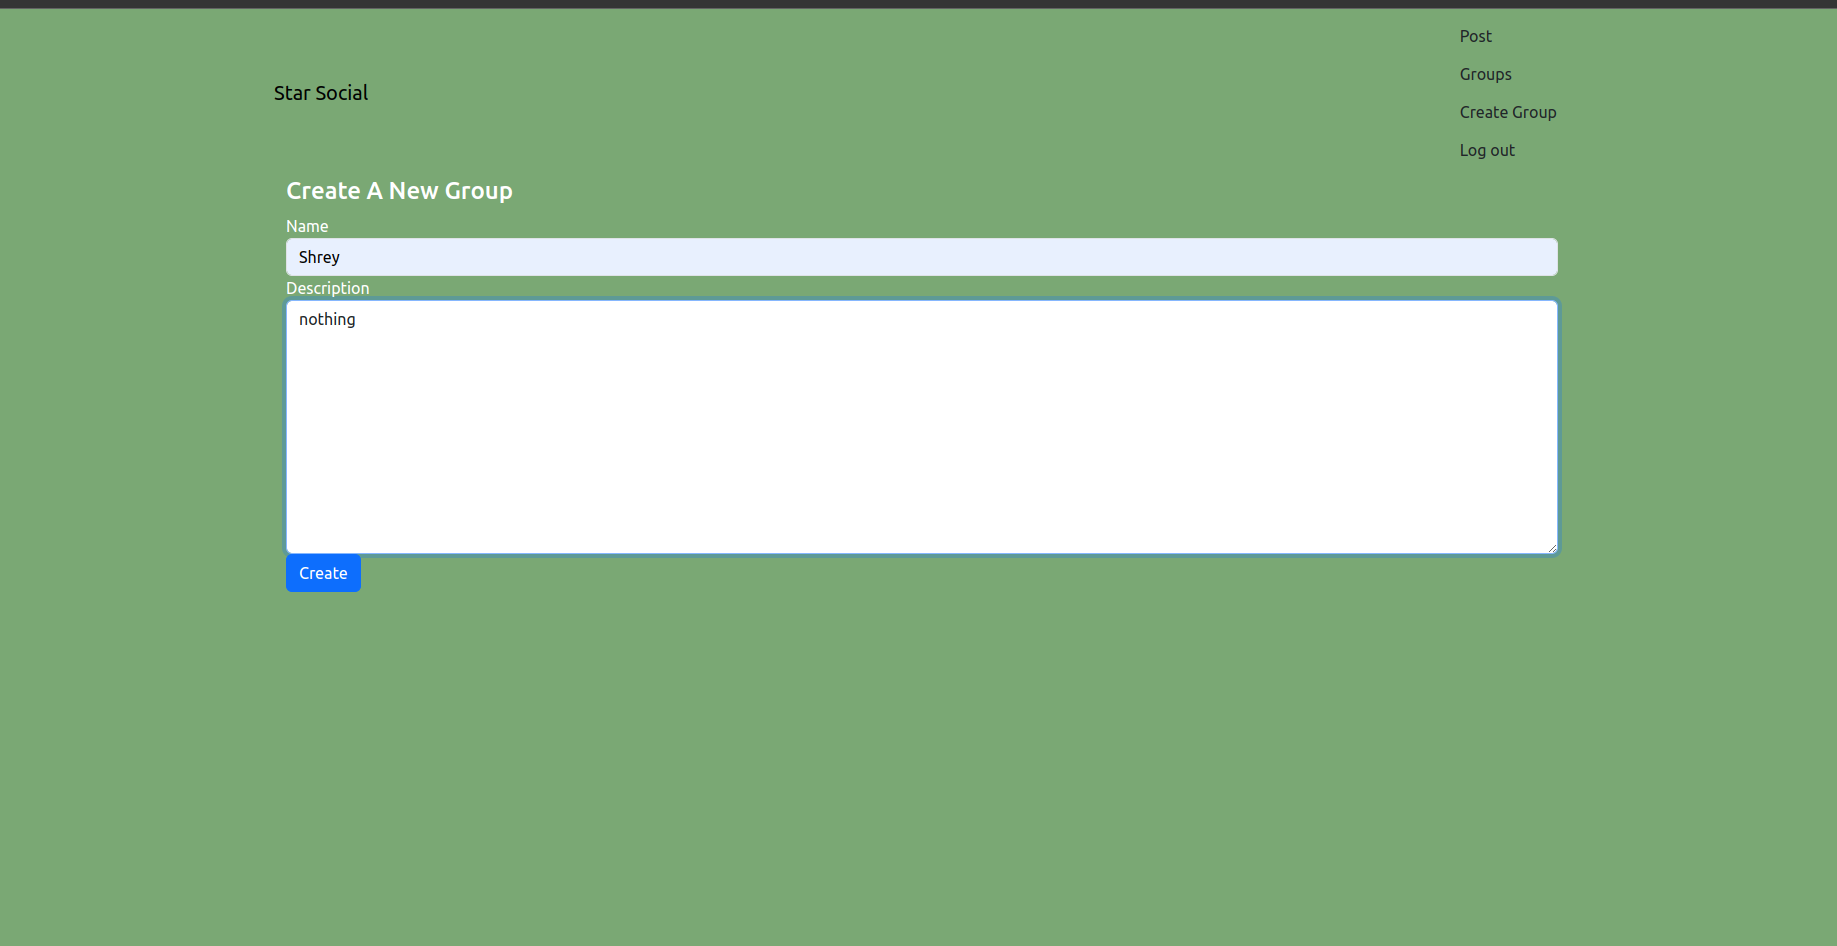 Post
Groups
Star Social
Create Group
Log out
Create A New Group
Name
Shrey
Description
nothing
Create